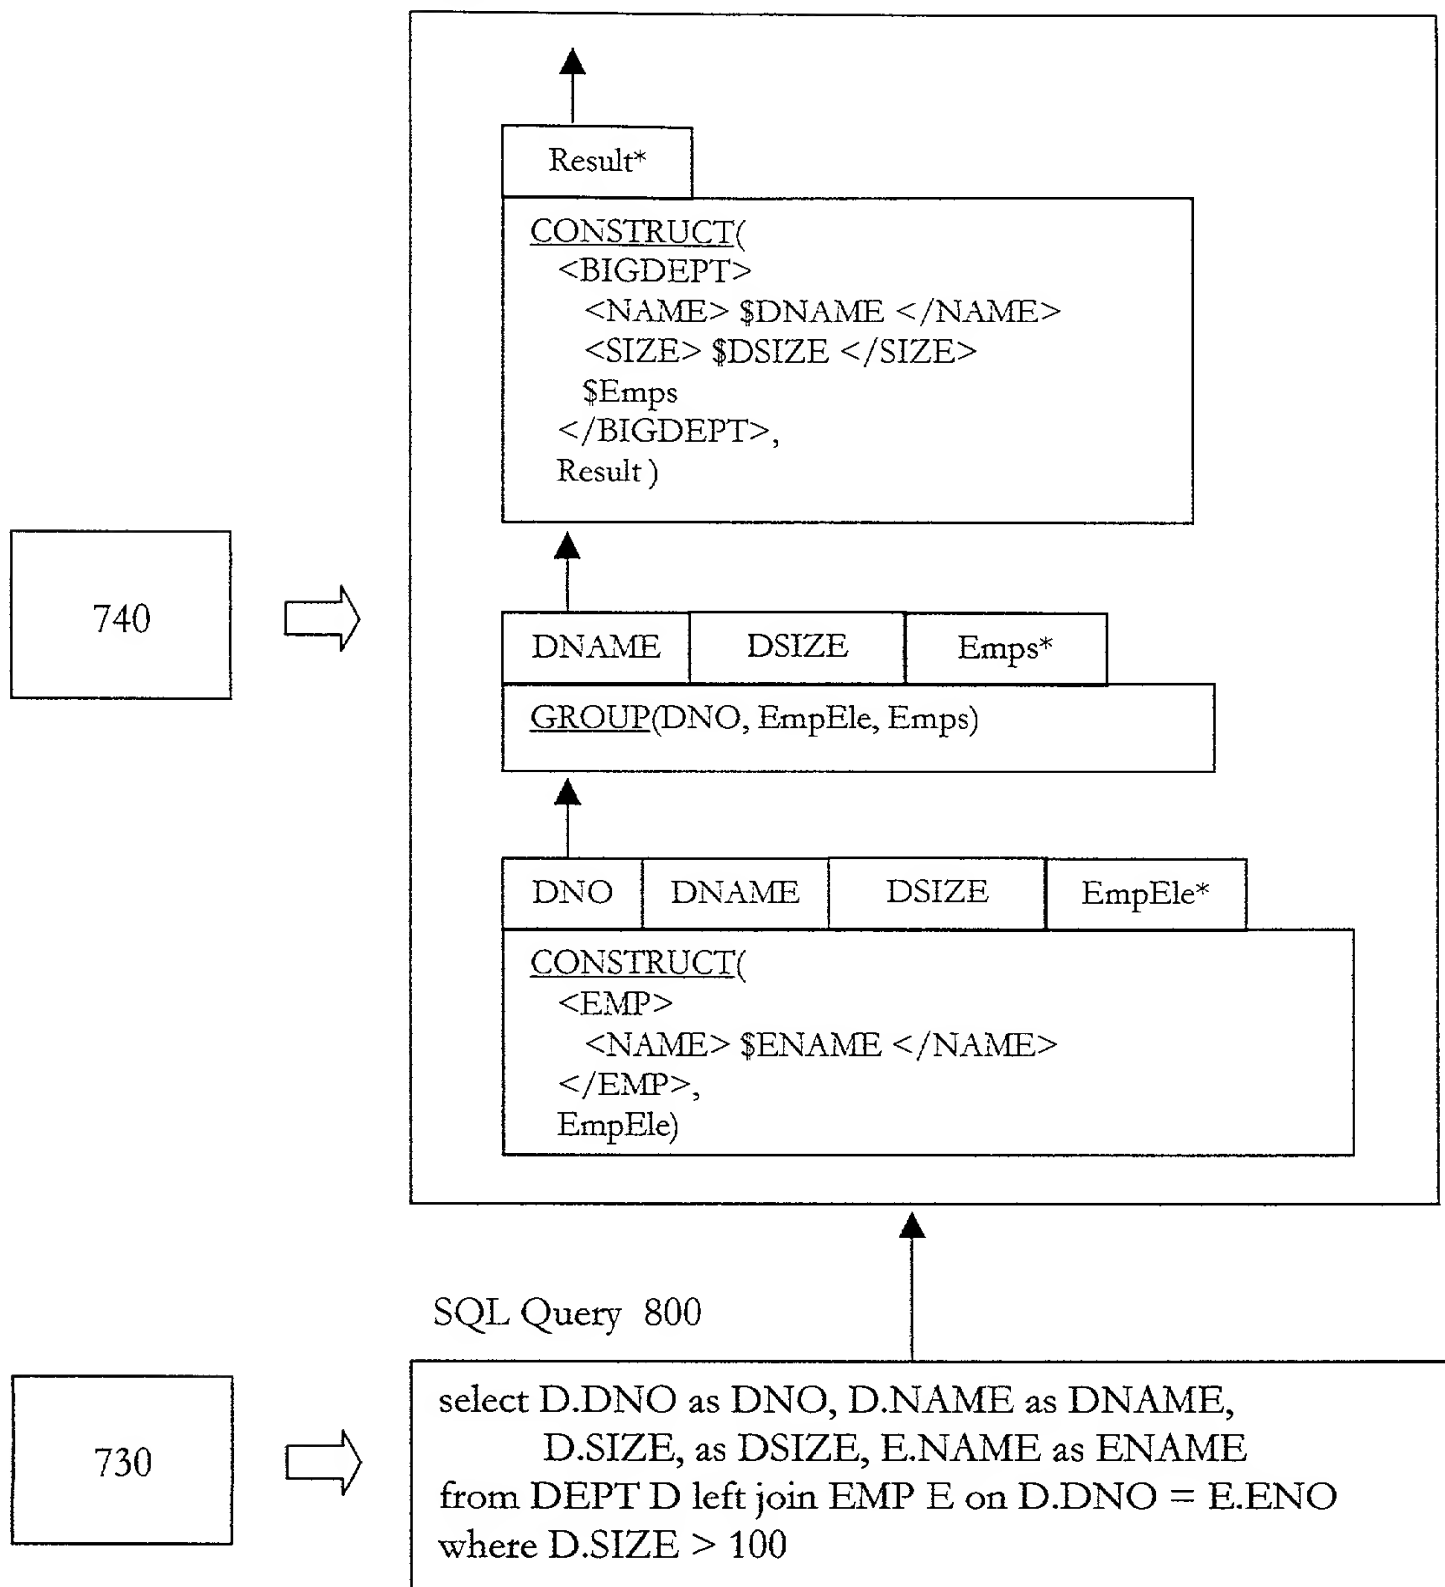 Result*
CONSTRUCT(
<BIGDEPT>
<NAME> $DNAME </NAME>
<SIZE> $DSIZE </SIZE>
$Emps
</BIGDEPT>,
Result )
740
DNAME DSIZE Emps*
GROUP(DNO, EmpEle, Emps)
DNO DNAME DSIZE EmpEle*
CONSTRUCT(
<EMP>
<NAME> $ENAME </NAME>
</EMP>,
EmpEle)
SQL Query 800
730
select D.DNO as DNO, D.NAME as DNAME,
D.SIZE, as DSIZE, E.NAME as ENAME
from DEPT D left join EMP E on D.DNO = E.ENO
where D.SIZE > 100